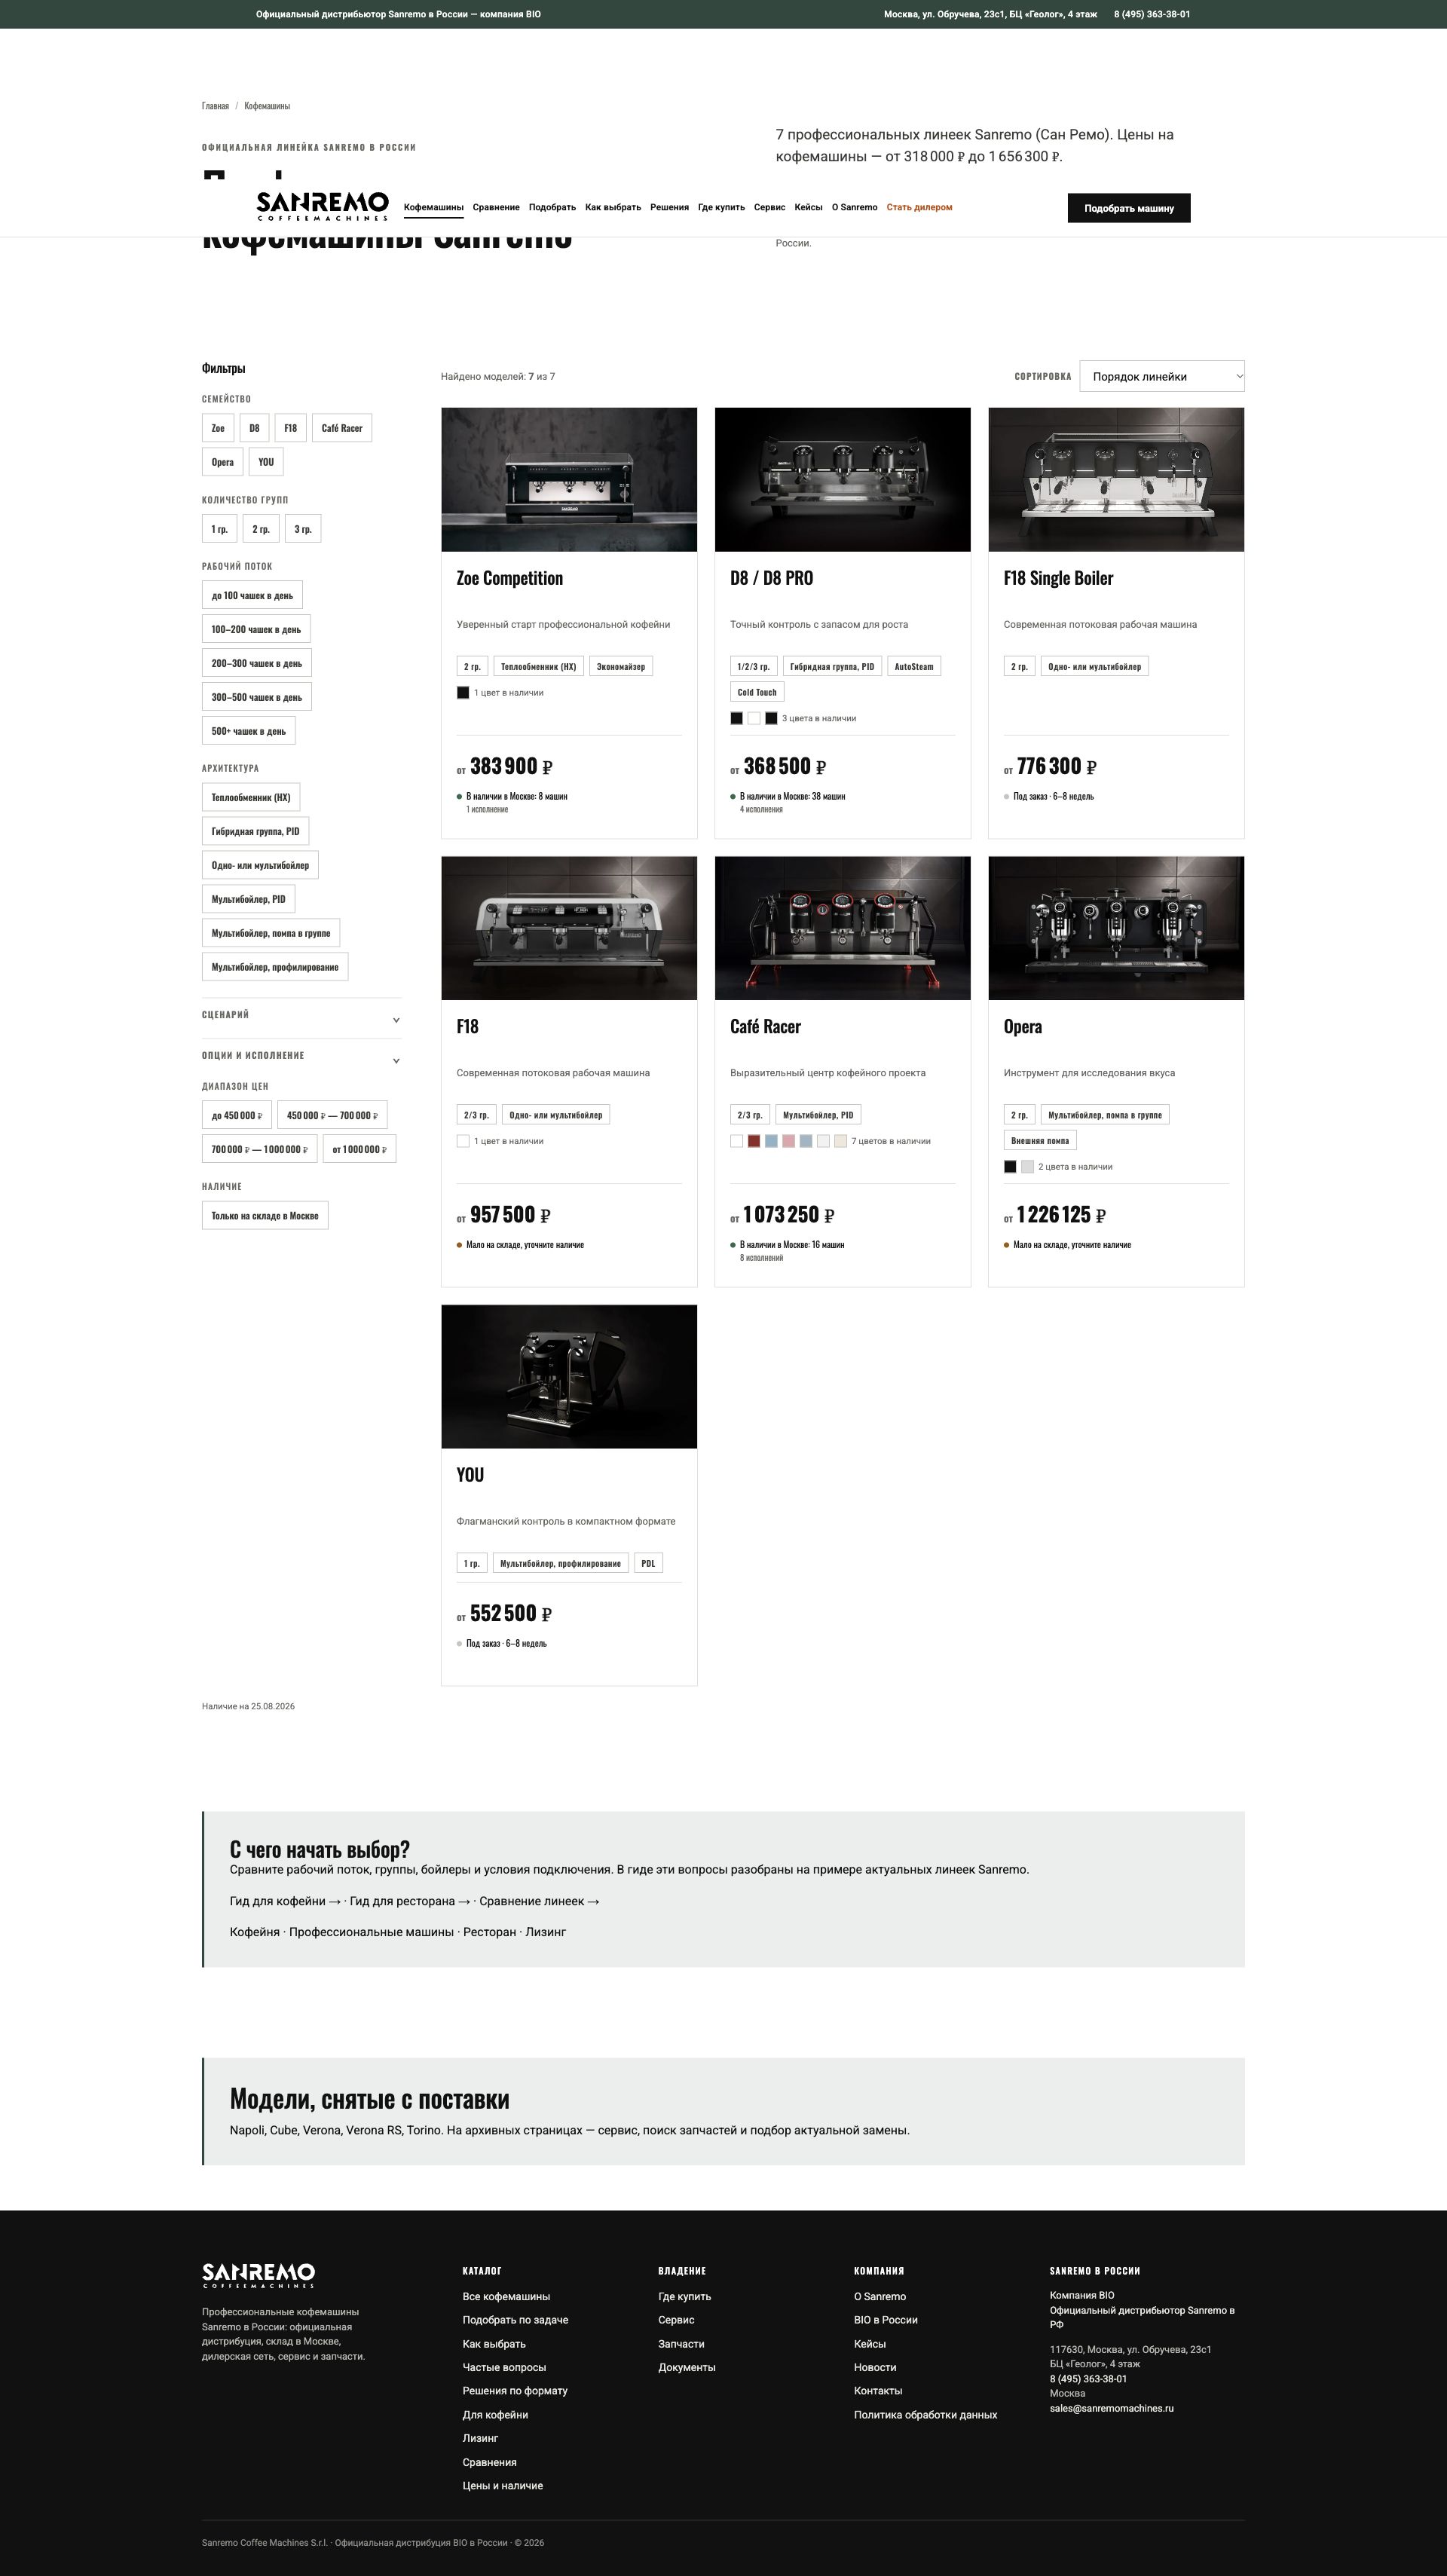 Официальный дистрибьютор Sanremo в России — компания BIO
Москва, ул. Обручева, 23с1, БЦ «Геолог», 4 этаж 8 (495) 363-38-01
Главная / Кофемашины
ОФИЦИАЛЬНАЯ ЛИНЕЙКА SANREMO В РОССИИ
7 профессиональных линеек Sanremo (Сан Ремо). Цены на
кофемашины — от 318 000 ₽ до 1 656 300 ₽.
SANREMO
COFFEEMACHINES
Кофемашины Сравнение Подобрать Как выбрать Решения Где купить Сервис Кейсы О Sanremo Стать дилером
Подобрать машину
кофемашины Sanremo
России.
Фильтры
СЕМЕЙСТВО
Zoe D8 F18 Café Racer
Opera YOU
КОЛИЧЕСТВО ГРУПП
1 гр. 2 гр. 3 гр.
РАБОЧИЙ ПОТОК
до 100 чашек в день
100–200 чашек в день
200–300 чашек в день
300–500 чашек в день
500+ чашек в день
АРХИТЕКТУРА
Теплообменник (HX)
Гибридная группа, PID
Одно- или мультибойлер
Мультибойлер, PID
Мультибойлер, помпа в группе
Мультибойлер, профилирование
СЦЕНАРИЙ
ОПЦИИ И ИСПОЛНЕНИЕ
ДИАПАЗОН ЦЕН
до 450 000 ₽ 450 000 ₽ — 700 000 ₽
700 000 ₽ — 1 000 000 ₽ от 1 000 000 ₽
НАЛИЧИЕ
Только на складе в Москве
Найдено моделей: 7 из 7
СОРТИРОВКА Порядок линейки
Zoe Competition
Уверенный старт профессиональной кофейни
2 гр. Теплообменник (HX) Экономайзер
1 цвет в наличии
от 383 900 ₽
В наличии в Москве: 8 машин
1 исполнение
D8 / D8 PRO
Точный контроль с запасом для роста
1/2/3 гр. Гибридная группа, PID AutoSteam
Cold Touch
3 цвета в наличии
от 368 500 ₽
В наличии в Москве: 38 машин
4 исполнения
F18 Single Boiler
Современная потоковая рабочая машина
2 гр. Одно- или мультибойлер
от 776 300 ₽
Под заказ · 6–8 недель
F18
Современная потоковая рабочая машина
2/3 гр. Одно- или мультибойлер
1 цвет в наличии
от 957 500 ₽
Мало на складе, уточните наличие
Café Racer
Выразительный центр кофейного проекта
2/3 гр. Мультибойлер, PID
7 цветов в наличии
от 1 073 250 ₽
В наличии в Москве: 16 машин
8 исполнений
Opera
Инструмент для исследования вкуса
2 гр. Мультибойлер, помпа в группе
Внешняя помпа
2 цвета в наличии
от 1 226 125 ₽
Мало на складе, уточните наличие
YOU
Флагманский контроль в компактном формате
1 гр. Мультибойлер, профилирование PDL
от 552 500 ₽
Под заказ · 6–8 недель
Наличие на 25.08.2026
С чего начать выбор?
Сравните рабочий поток, группы, бойлеры и условия подключения. В гиде эти вопросы разобраны на примере актуальных линеек Sanremo.
Гид для кофейни → · Гид для ресторана → · Сравнение линеек →
Кофейня · Профессиональные машины · Ресторан · Лизинг
Модели, снятые с поставки
Napoli, Cube, Verona, Verona RS, Torino. На архивных страницах — сервис, поиск запчастей и подбор актуальной замены.
SANREMO
COFFEEMACHINES
Профессиональные кофемашины
Sanremo в России: официальная
дистрибуция, склад в Москве,
дилерская сеть, сервис и запчасти.
КАТАЛОГ
Все кофемашины
Подобрать по задаче
Как выбрать
Частые вопросы
Решения по формату
Для кофейни
Лизинг
Сравнения
Цены и наличие
ВЛАДЕНИЕ
Где купить
Сервис
Запчасти
Документы
КОМПАНИЯ
О Sanremo
BIO в России
Кейсы
Новости
Контакты
Политика обработки данных
SANREMO В РОССИИ
Компания BIO
Официальный дистрибьютор Sanremo в
РФ
117630, Москва, ул. Обручева, 23с1
БЦ «Геолог», 4 этаж
8 (495) 363-38-01
Москва
sales@sanremomachines.ru
Sanremo Coffee Machines S.r.l. · Официальная дистрибуция BIO в России · © 2026